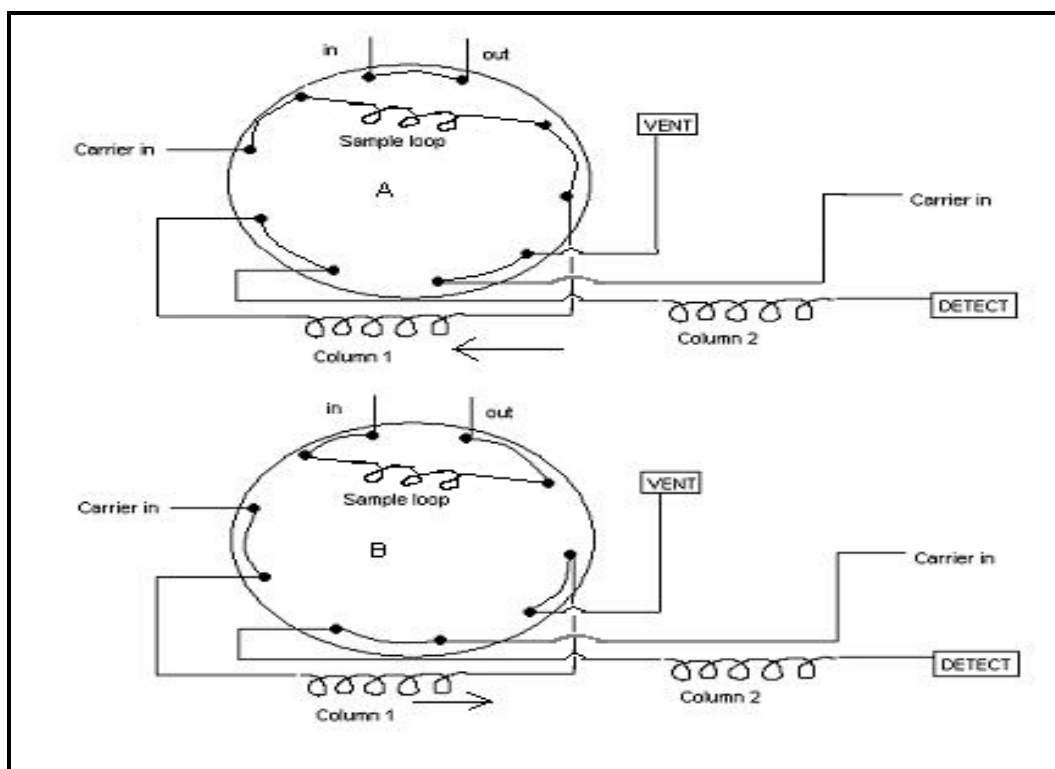 in
out
Sample loop
VENT
Carrier in
A
Carrier in
DETECT
Column 1
Column 2
in
out
Sample loop
VENT
Carrier in
B
Carrier in
DETECT
Column 1
Column 2